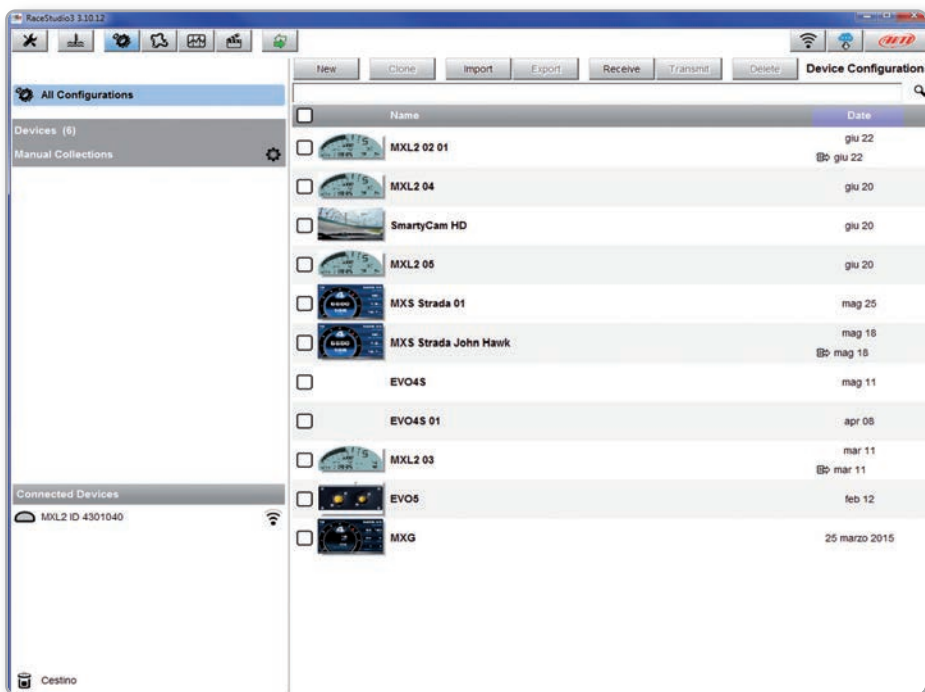 RaceStudio3 3.10.12
AiM
New Clone Import Export Receive Transmit Delete Device Configuration
All Configurations
Devices (6)
Manual Collections
Name Date
MXL2 02 01 giu 22
giu 22
MXL2 04 giu 20
SmartyCam HD giu 20
MXL2 05 giu 20
MXS Strada 01 mag 25
MXS Strada John Hawk mag 18
mag 18
EVO4S mag 11
EVO4S 01 apr 08
MXL2 03 mar 11
mar 11
EVO5 feb 12
MXG 25 marzo 2015
Connected Devices
MXL2 ID 4301040
Cestino